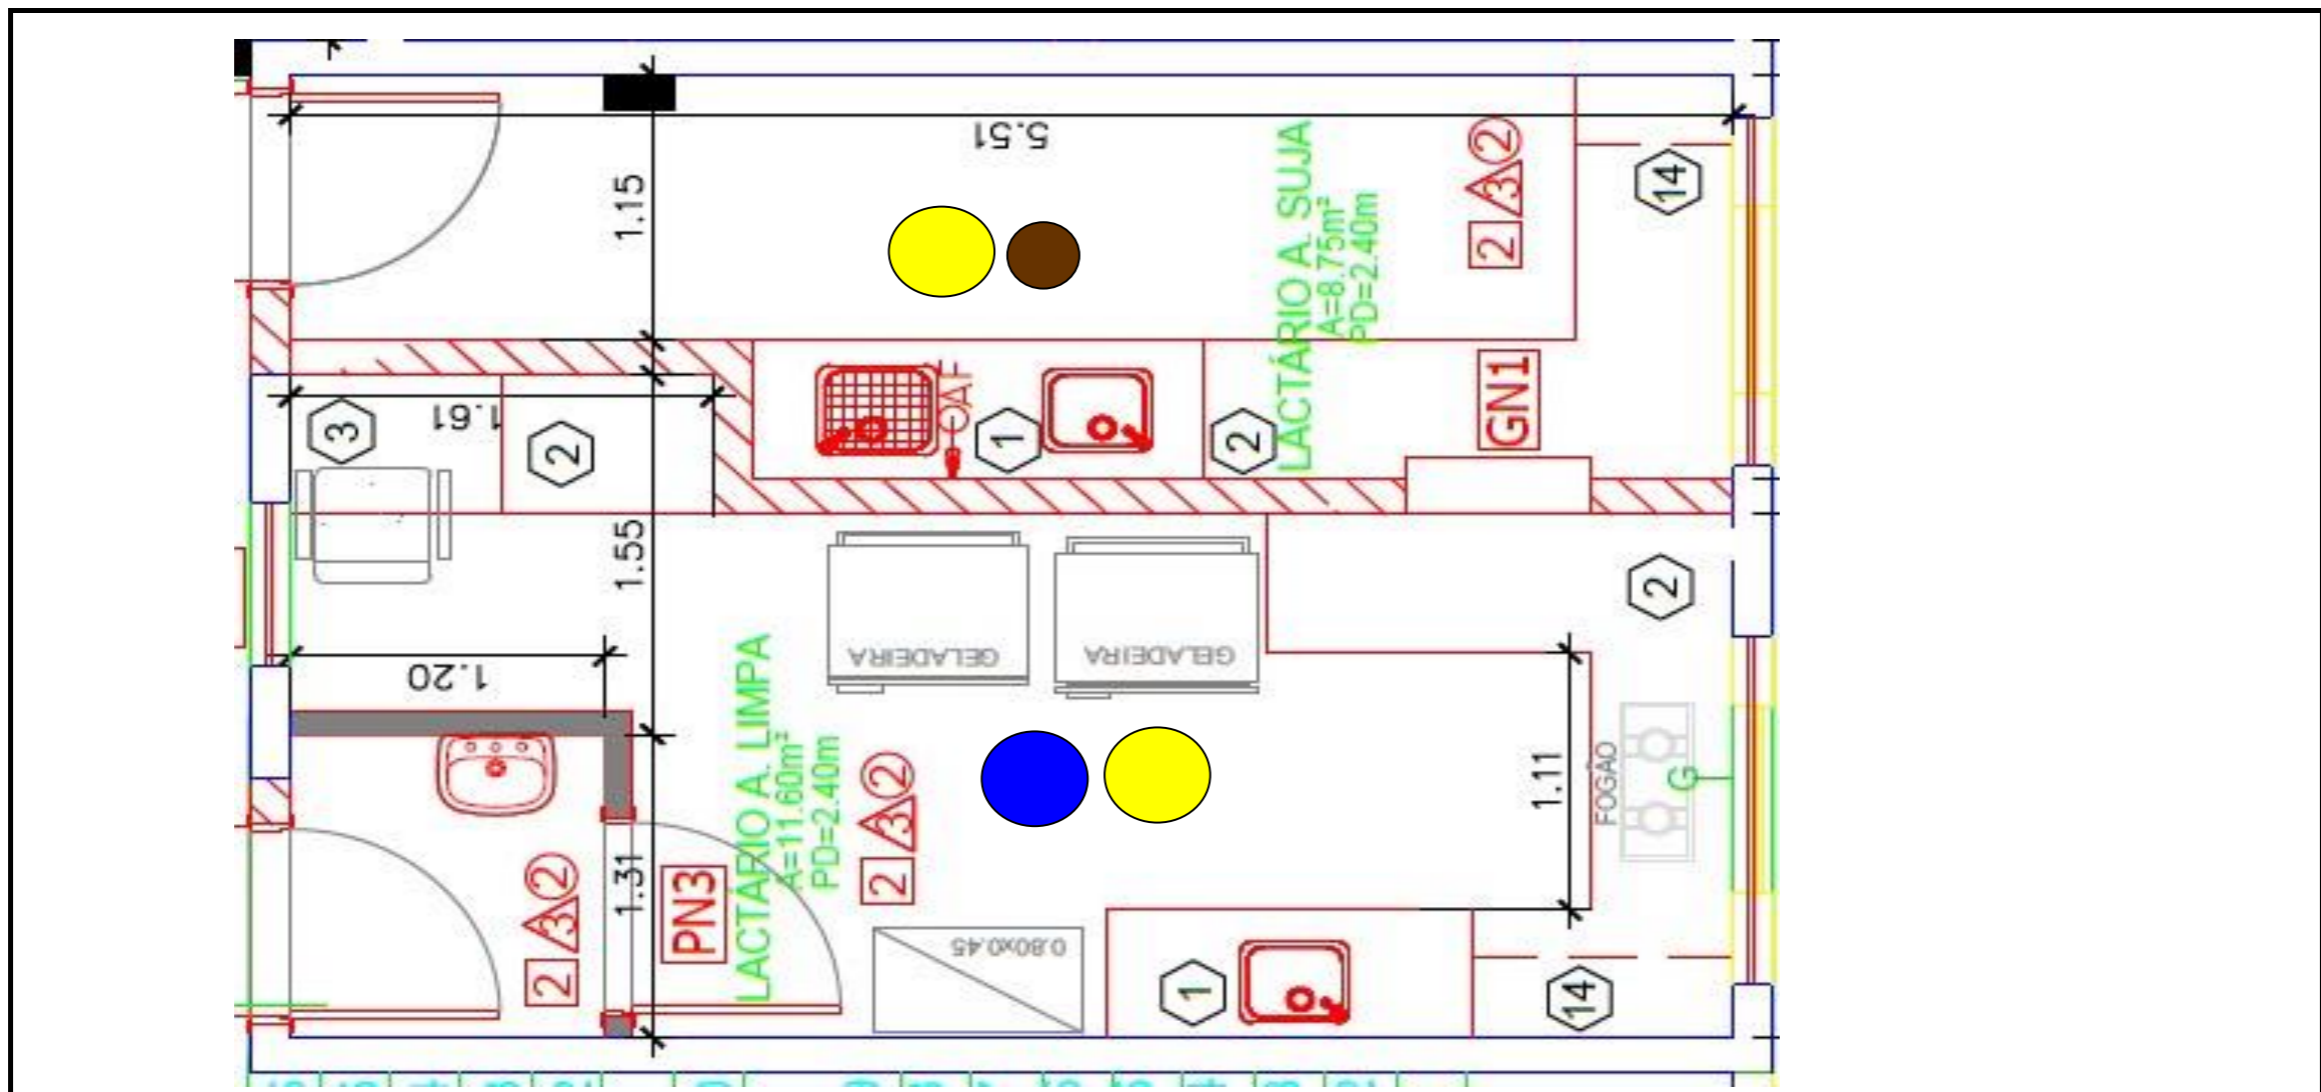 5.51
1.15
LACTÁRIO A. SUJA
A=8.75m²
PD=2.40m
2 3 2
14
1.61
3
2
AF
1
2
GN1
1.55
GELADEIRA
GELADEIRA
2
1.20
LACTÁRIO A. LIMPA
A=11.60m²
PD=2.40m
2 3 2
1.11
FOGÃO
G
2 3 2
1.31
PN3
0.80x0.45
1
14